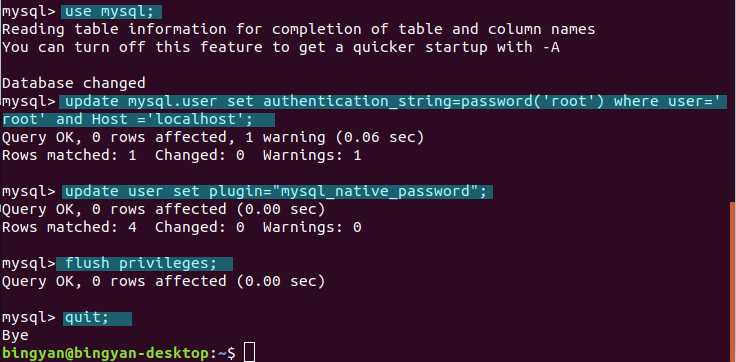 mysql> use mysql;
Reading table information for completion of table and column names
You can turn off this feature to get a quicker startup with -A
Database changed
mysql> update mysql.user set authentication_string=password('root') where user='
root' and Host ='localhost';
Query OK, 0 rows affected, 1 warning (0.06 sec)
Rows matched: 1  Changed: 0  Warnings: 1
mysql> update user set plugin="mysql_native_password";
Query OK, 0 rows affected (0.00 sec)
Rows matched: 4  Changed: 0  Warnings: 0
mysql> flush privileges;
Query OK, 0 rows affected (0.00 sec)
mysql> quit;
Bye
bingyan@bingyan-desktop:~$